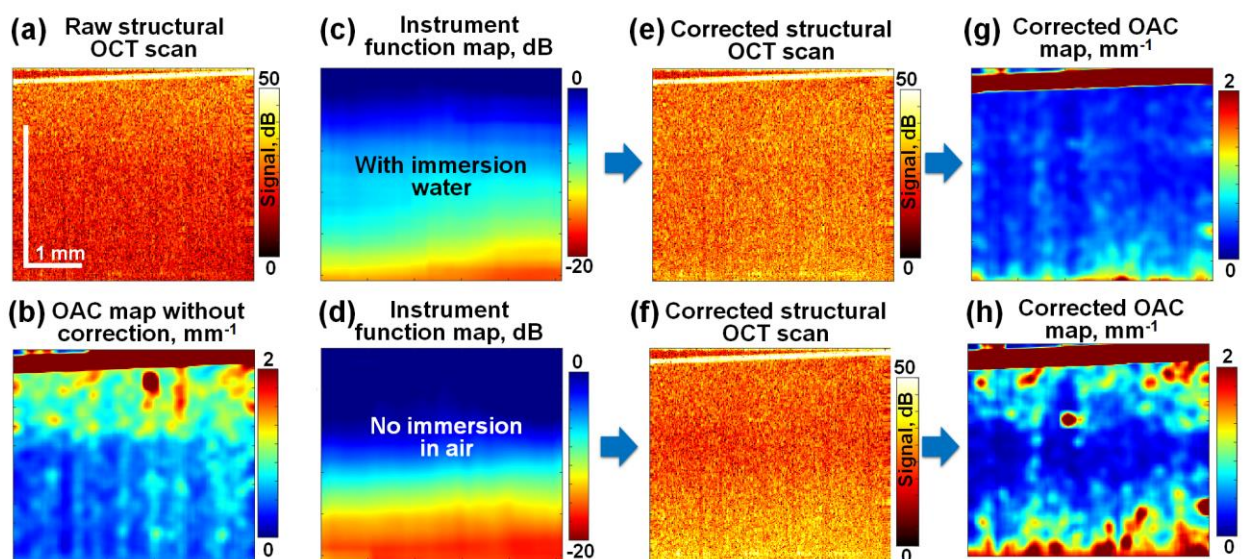 (a) Raw structural
OCT scan
50
Signal, dB
0
1 mm
(c) Instrument
function map, dB
0
With immersion
water
-20
(e) Corrected structural
OCT scan
50
Signal, dB
0
(g) Corrected OAC
map, mm⁻¹
2
0
(b) OAC map without
correction, mm⁻¹
2
0
(d) Instrument
function map, dB
0
No immersion
in air
-20
(f) Corrected structural
OCT scan
50
Signal, dB
0
(h) Corrected OAC
map, mm⁻¹
2
0